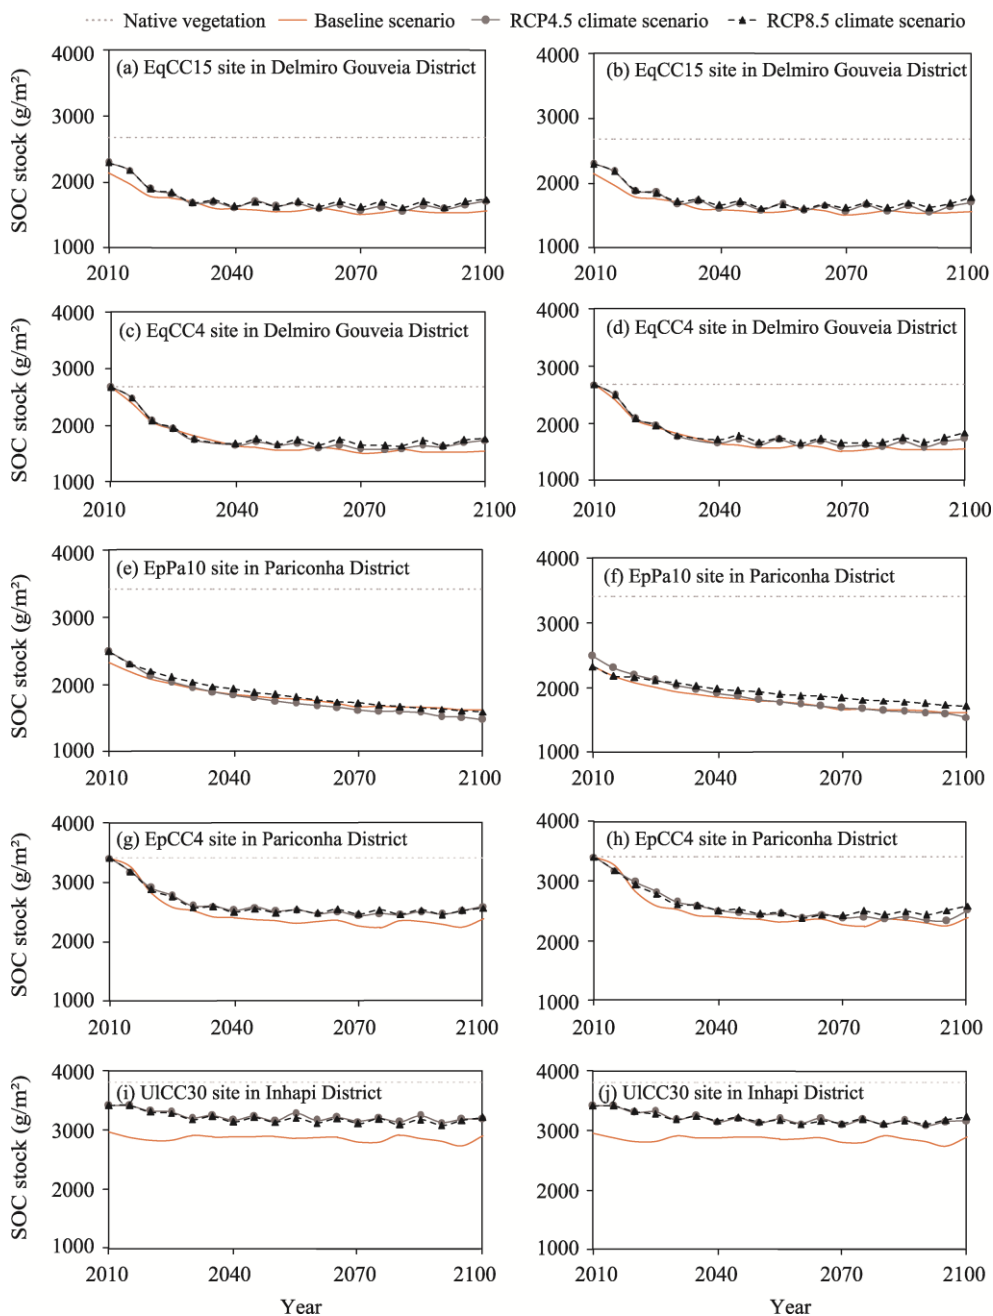 Native vegetation Baseline scenario RCP4.5 climate scenario RCP8.5 climate scenario
SOC stock (g/m²)
4000
3000
2000
1000
(a) EqCC15 site in Delmiro Gouveia District
2010 2040 2070 2100
4000
3000
2000
1000
(b) EqCC15 site in Delmiro Gouveia District
2010 2040 2070 2100
SOC stock (g/m²)
4000
3000
2000
1000
(c) EqCC4 site in Delmiro Gouveia District
2010 2040 2070 2100
4000
3000
2000
1000
(d) EqCC4 site in Delmiro Gouveia District
2010 2040 2070 2100
SOC stock (g/m²)
4000
3000
2000
1000
(e) EpPa10 site in Pariconha District
2010 2040 2070 2100
4000
3000
2000
1000
(f) EpPa10 site in Pariconha District
2010 2040 2070 2100
SOC stock (g/m²)
4000
3000
2000
1000
(g) EpCC4 site in Pariconha District
2010 2040 2070 2100
4000
3000
2000
1000
(h) EpCC4 site in Pariconha District
2010 2040 2070 2100
SOC stock (g/m²)
4000
3000
2000
1000
(i) UlCC30 site in Inhapi District
2010 2040 2070 2100
Year
4000
3000
2000
1000
(j) UlCC30 site in Inhapi District
2010 2040 2070 2100
Year